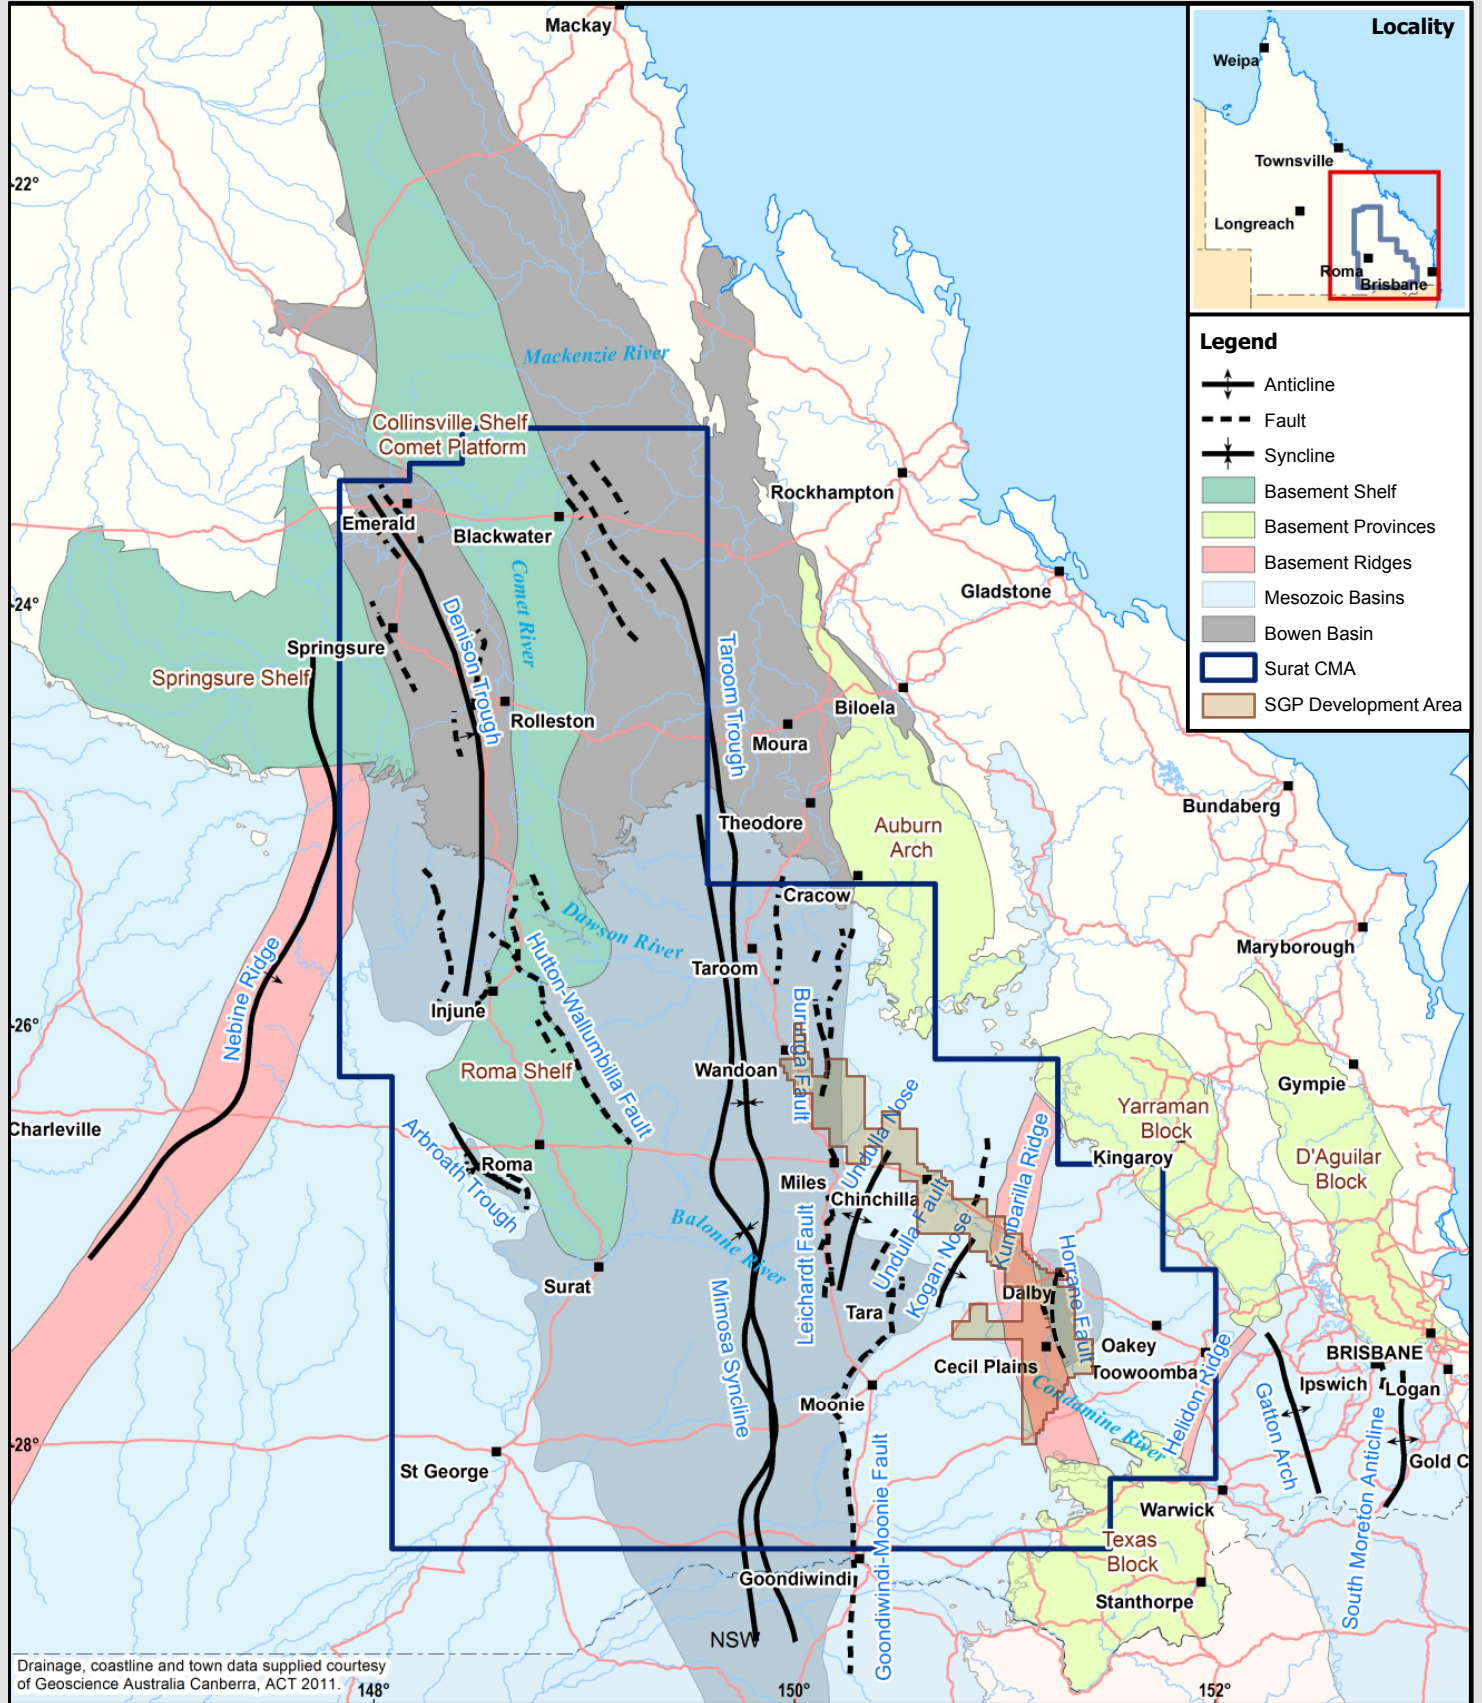 Mackay
Locality
Weipa
Townsville
Longreach
Roma
Brisbane
Legend
Anticline
Fault
Syncline
Basement Shelf
Basement Provinces
Basement Ridges
Mesozoic Basins
Bowen Basin
Surat CMA
SGP Development Area
-22°
Mackenzie River
Collinsville Shelf
Comet Platform
Rockhampton
Emerald
Blackwater
Comet River
Gladstone
-24°
Denison Trough
Springsure
Springsure Shelf
Taroom Trough
Rolleston
Biloela
Moura
Bundaberg
Theodore
Auburn
Arch
Cracow
Dawson River
Hutton-Wallumbilla Fault
Maryborough
Taroom
Nebine Ridge
Injune
Burunga Fault
-26°
Roma Shelf
Wandoan
Gympie
Undulla Nose
Yarraman
Block
Charleville
Arbroath Trough
Roma
Kumbarilla Ridge
Kingaroy
D'Aguilar
Block
Miles
Chinchilla
Undulla Fault
Balonne River
Leichardt Fault
Kogan Nose
Horrane Fault
Surat
Mimosa Syncline
Tara
Dalby
Cecil Plains
Oakey
Toowoomba
Helidon Ridge
BRISBANE
Ipswich
Logan
Moonie
Condamine River
Gatton Arch
South Moreton Anticline
-28°
St George
Gold C
Goondiwindi-Moonie Fault
Warwick
Texas
Block
Goondiwindi
Stanthorpe
NSW
Drainage, coastline and town data supplied courtesy
of Geoscience Australia Canberra, ACT 2011.
148°
150°
152°